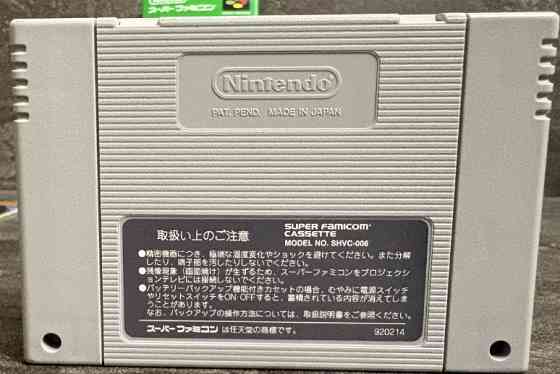 スーパーファミコン
Nintendo®
PAT. PEND.  MADE IN JAPAN
取扱い上のご注意
SUPER FAMICOM™
CASSETTE
MODEL NO. SHVC-006
●精密機器につき、極端な温度変化やショックを避けてください。また分解
したり、端子部を汚したりしないでください。
●残像現象（画面焼け）が生ずるため、スーパーファミコンをプロジェクシ
ョンテレビには接続しないでください。
●バッテリーバックアップ機能付きカセットの場合、むやみに電源スイッチ
やリセットスイッチをON OFFすると、蓄積されている内容が消えてしま
うことがあります。
なお、バックアップの操作方法については、取扱説明書をご参照ください。
スーパーファミコン は任天堂の商標です。
920214